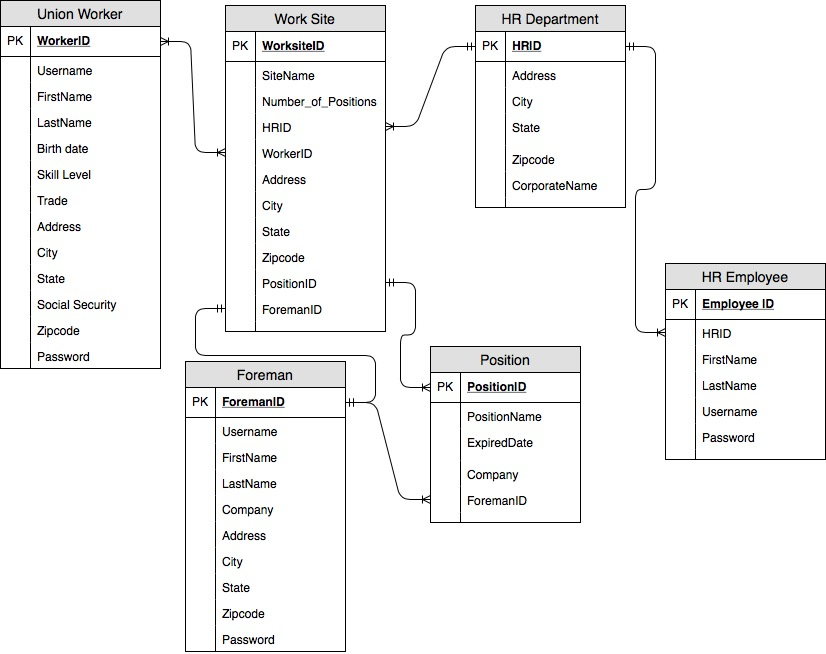 Union Worker
PK WorkerID
Username
FirstName
LastName
Birth date
Skill Level
Trade
Address
City
State
Social Security
Zipcode
Password
Work Site
PK WorksiteID
SiteName
Number_of_Positions
HRID
WorkerID
Address
City
State
Zipcode
PositionID
ForemanID
HR Department
PK HRID
Address
City
State
Zipcode
CorporateName
HR Employee
PK Employee ID
HRID
FirstName
LastName
Username
Password
Foreman
PK ForemanID
Username
FirstName
LastName
Company
Address
City
State
Zipcode
Password
Position
PK PositionID
PositionName
ExpiredDate
Company
ForemanID